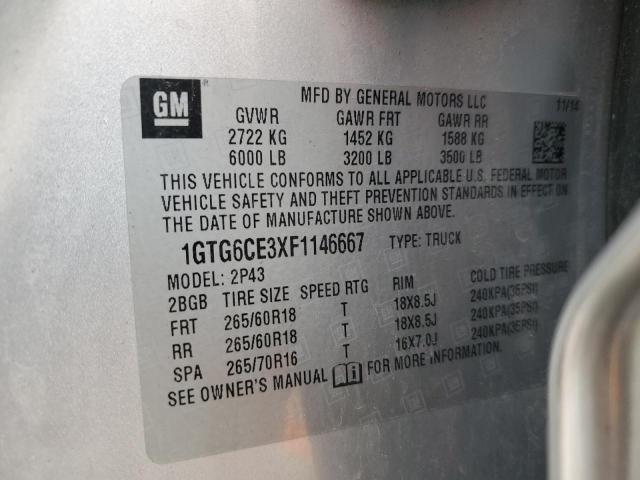 GM
MFD BY GENERAL MOTORS LLC 11/14
GVWR GAWR FRT GAWR RR
2722 KG 1452 KG 1588 KG
6000 LB 3200 LB 3500 LB
THIS VEHICLE CONFORMS TO ALL APPLICABLE U.S. FEDERAL MOTOR
VEHICLE SAFETY AND THEFT PREVENTION STANDARDS IN EFFECT ON
THE DATE OF MANUFACTURE SHOWN ABOVE.
1GTG6CE3XF1146667 TYPE: TRUCK
MODEL: 2P43
2BGB TIRE SIZE SPEED RTG RIM COLD TIRE PRESSURE
FRT 265/60R18 T 18X8.5J 240KPA(35PSI)
RR 265/60R18 T 18X8.5J 240KPA(35PSI)
SPA 265/70R16 T 16X7.0J 240KPA(35PSI)
SEE OWNER'S MANUAL FOR MORE INFORMATION.